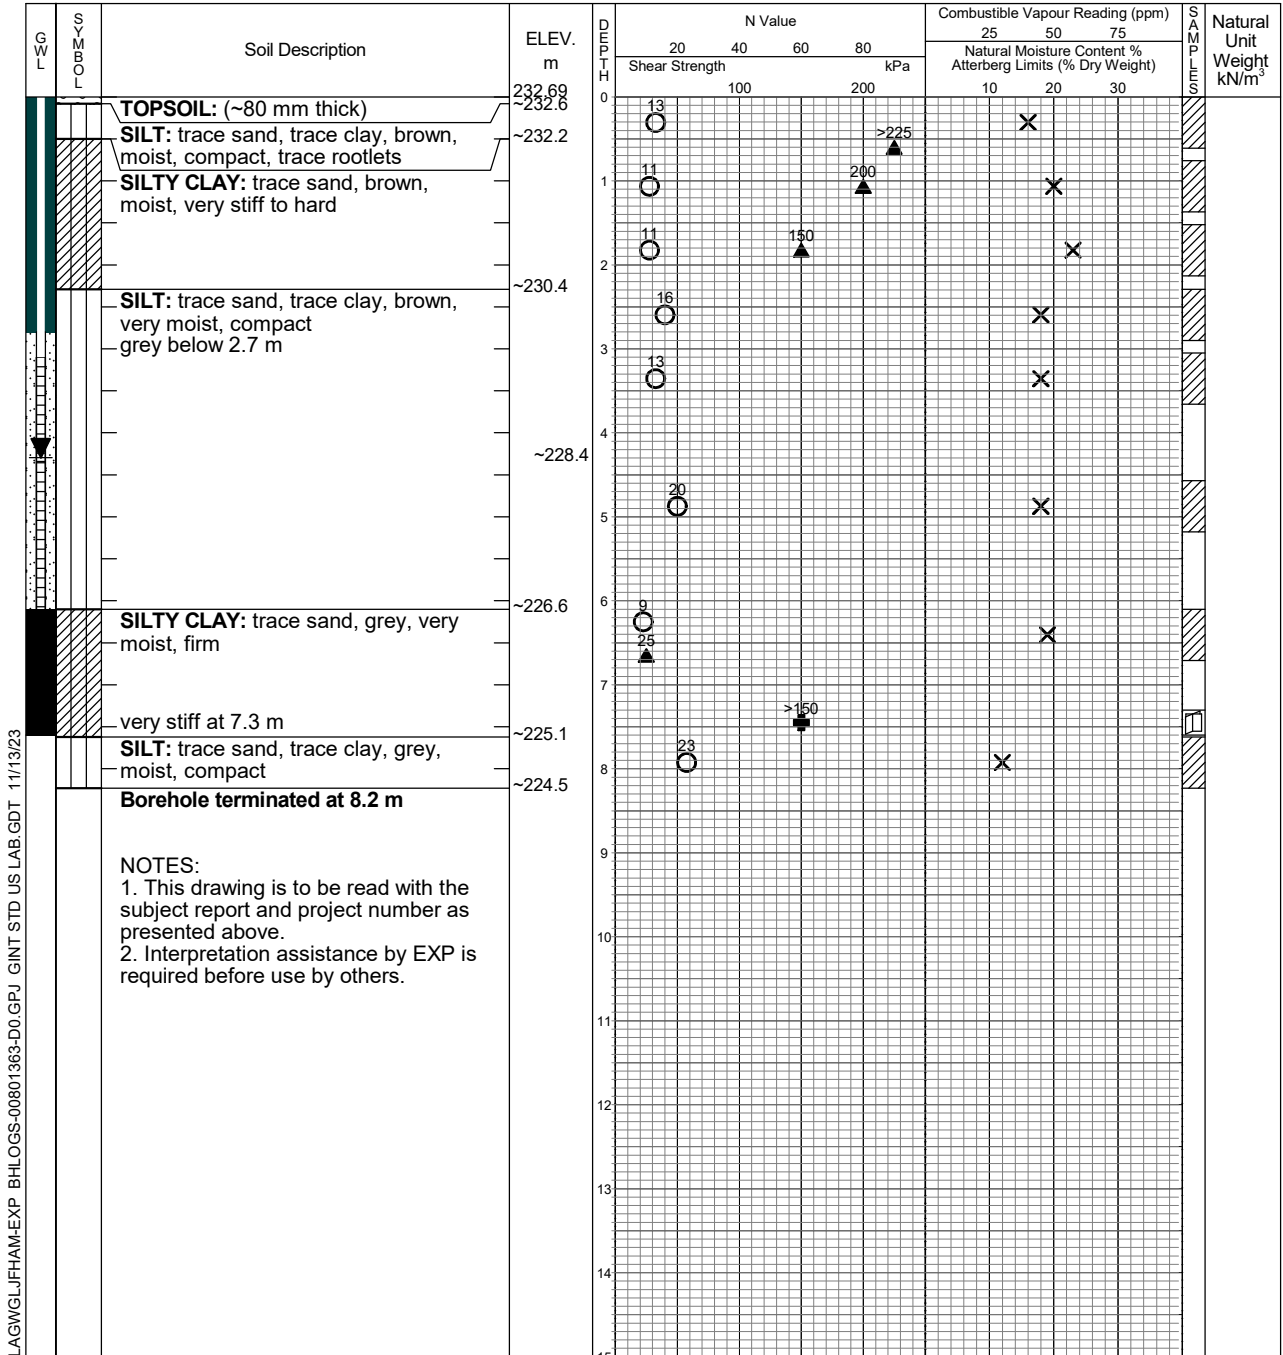 GWL
SYMBOL
Soil Description
ELEV.
m
DEPTH
N Value
20 40 60 80
Shear Strength kPa
100 200
Combustible Vapour Reading (ppm)
25 50 75
Natural Moisture Content %
Atterberg Limits (% Dry Weight)
10 20 30
SAMPLES
Natural
Unit
Weight
kN/m³
232.69
0
~232.6
TOPSOIL: (~80 mm thick)
13
SILT: trace sand, trace clay, brown,
moist, compact, trace rootlets
~232.2
>225
SILTY CLAY: trace sand, brown,
moist, very stiff to hard
1
11
200
11
150
2
~230.4
SILT: trace sand, trace clay, brown,
very moist, compact
grey below 2.7 m
16
3
13
4
~228.4
20
5
6
~226.6
SILTY CLAY: trace sand, grey, very
moist, firm
9
25
7
very stiff at 7.3 m
>150
~225.1
SILT: trace sand, trace clay, grey,
moist, compact
23
8
~224.5
Borehole terminated at 8.2 m
9
NOTES:
1. This drawing is to be read with the
subject report and project number as
presented above.
2. Interpretation assistance by EXP is
required before use by others.
10
11
12
13
14
15
LAGWGLJFHAM-EXP BHLOGS-00801363-D0.GPJ GINT STD US LAB.GDT 11/13/23